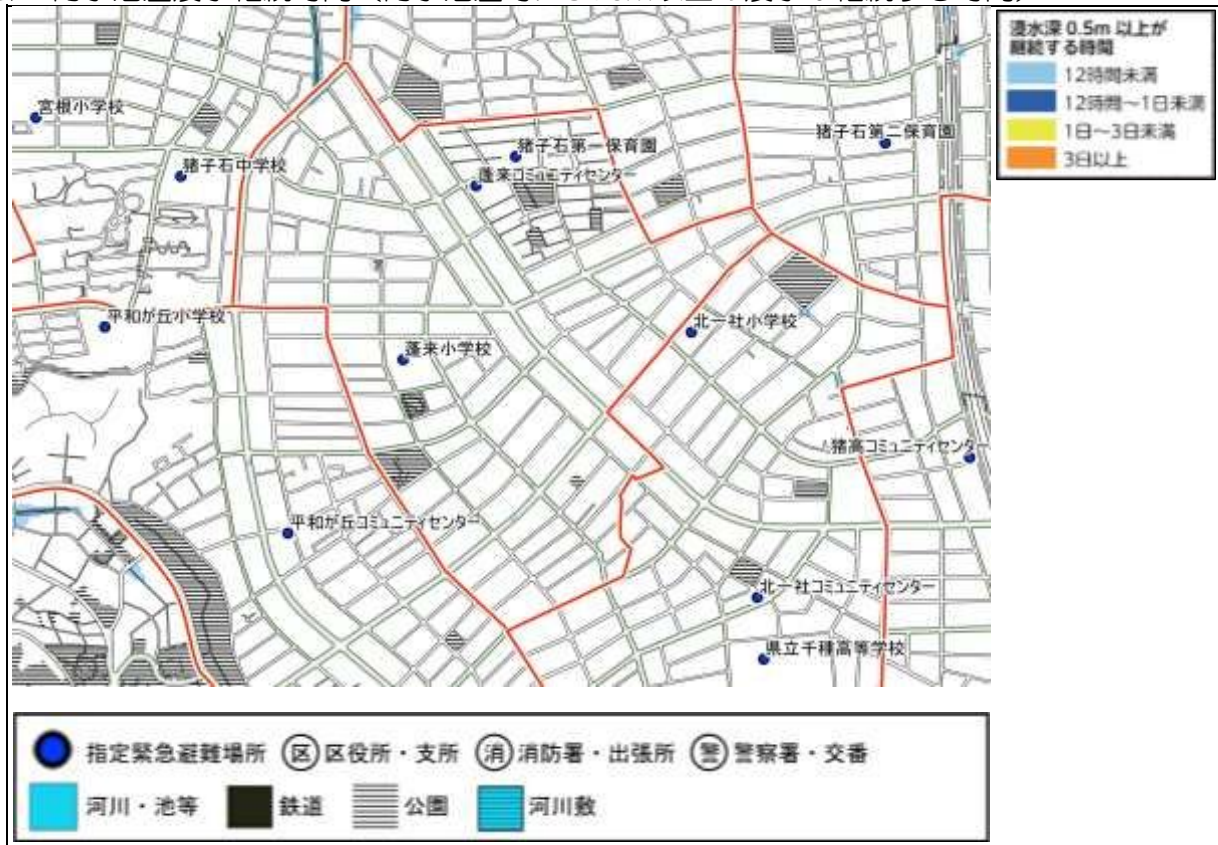 浸水深 0.5m 以上が
継続する時間
12時間未満
12時間～1日未満
1日～3日未満
3日以上
宮根小学校
猪子石第二保育園
猪子石第一保育園
猪子石中学校
蓬来コミュニティセンター
平和が丘小学校
北一社小学校
蓬来小学校
猪高コミュニティセンター
平和が丘コミュニティセンター
北一社コミュニティセンター
県立千種高等学校
指定緊急避難場所 区 区役所・支所 消 消防署・出張所 警 警察署・交番
河川・池等 鉄道 公園 河川敷